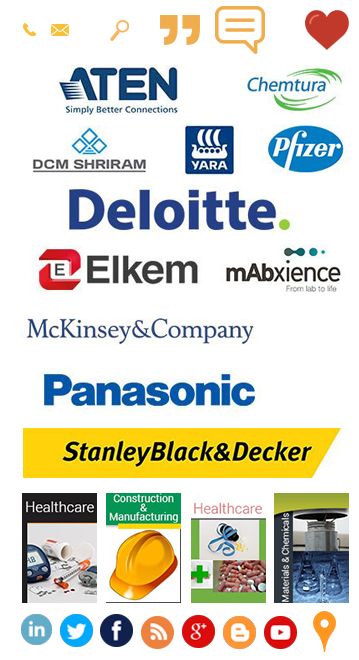 ATEN
Simply Better Connections
Chemtura
DCM SHRIRAM
YARA
Pfizer
Deloitte.
E Elkem
mAbxience
From lab to life
McKinsey&Company
Panasonic
StanleyBlack&Decker
Healthcare
Construction
&
Manufacturing
Healthcare
Materials & Chemicals
in
f
g+
B